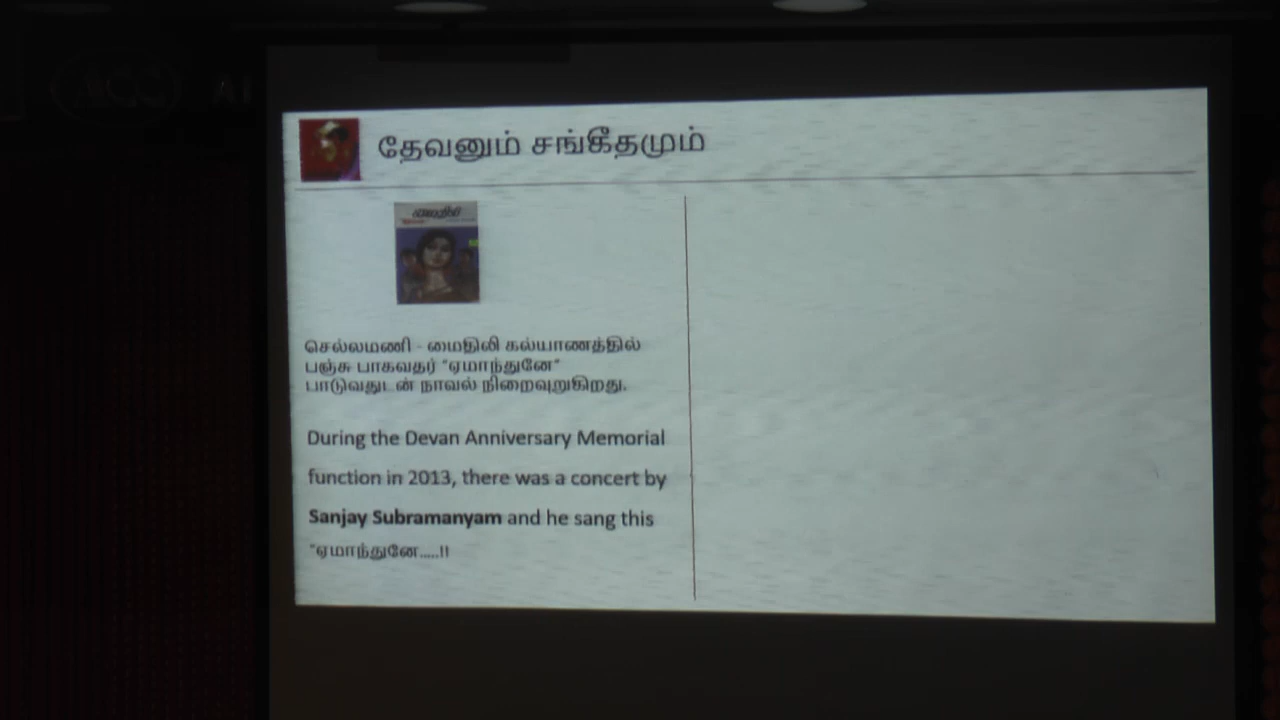 ACC
தேவனும் சங்கீதமும்
மைதிலி
செல்லமணி - மைதிலி கல்யாணத்தில்
பஞ்சு பாகவதர் "ஏமாந்துனே"
பாடுவதுடன் நாவல் நிறைவுறுகிறது.
During the Devan Anniversary Memorial
function in 2013, there was a concert by
Sanjay Subramanyam and he sang this
"ஏமாந்துனே.....!!